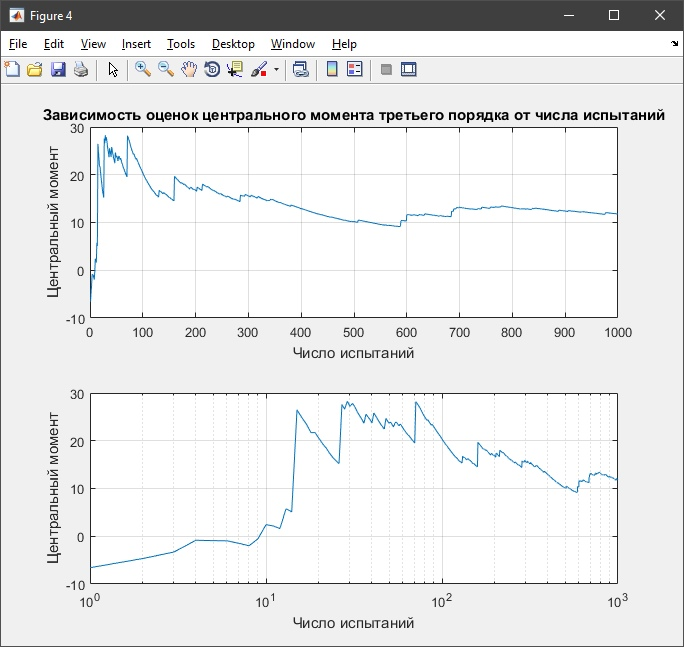 Figure 4
File Edit View Insert Tools Desktop Window Help
Зависимость оценок центрального момента третьего порядка от числа испытаний
Центральный момент
30
20
10
0
-10
0 100 200 300 400 500 600 700 800 900 1000
Число испытаний
Центральный момент
30
20
10
0
-10
10^0 10^1 10^2 10^3
Число испытаний